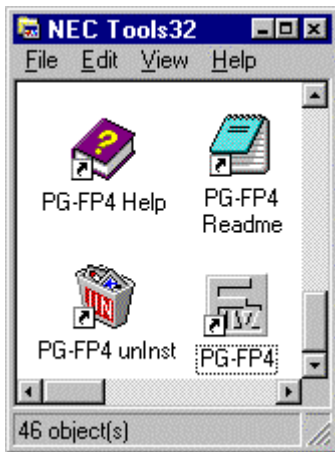 NEC Tools32
File Edit View Help
PG-FP4 Help
PG-FP4
Readme
UN
PG-FP4 unInst
PG-FP4
46 object(s)